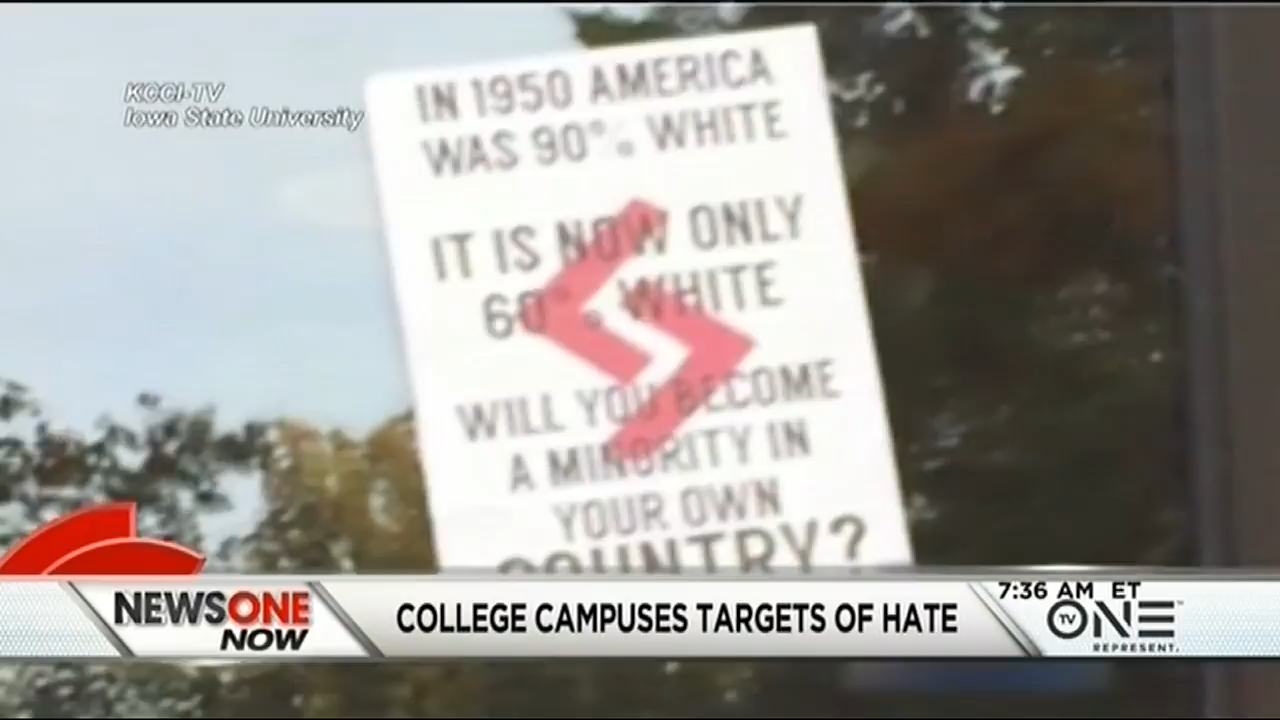 KCCI-TV
Iowa State University
IN 1950 AMERICA
WAS 90% WHITE
IT IS NOW ONLY
60% WHITE
WILL YOU BECOME
A MINORITY IN
YOUR OWN
COUNTRY?
NEWSONE
NOW
COLLEGE CAMPUSES TARGETS OF HATE
7:36 AM ET
TV
ONE
REPRESENT.